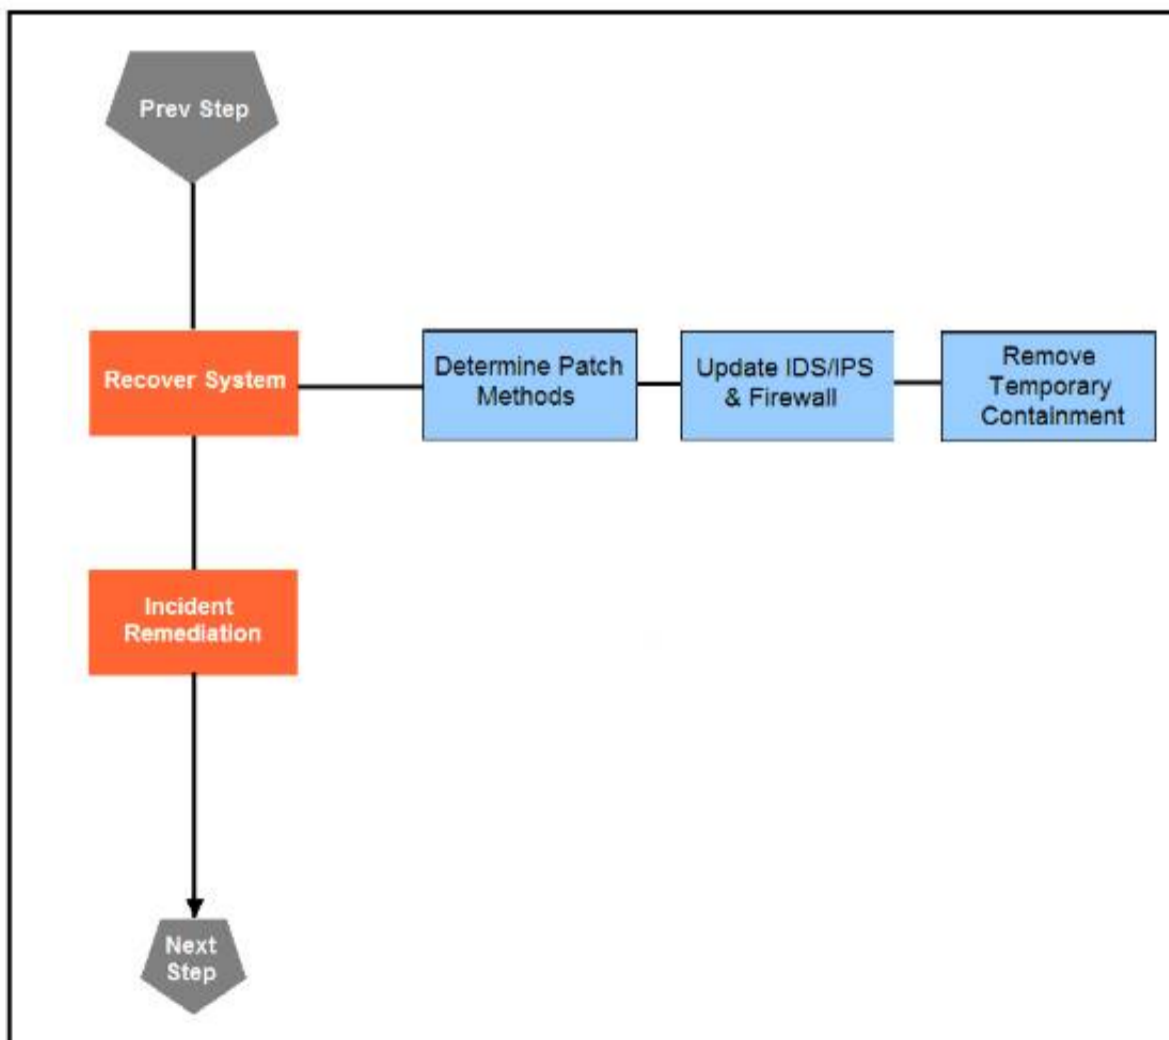 Prev Step
Recover System
Determine Patch
Methods
Update IDS/IPS
& Firewall
Remove
Temporary
Containment
Incident
Remediation
Next
Step